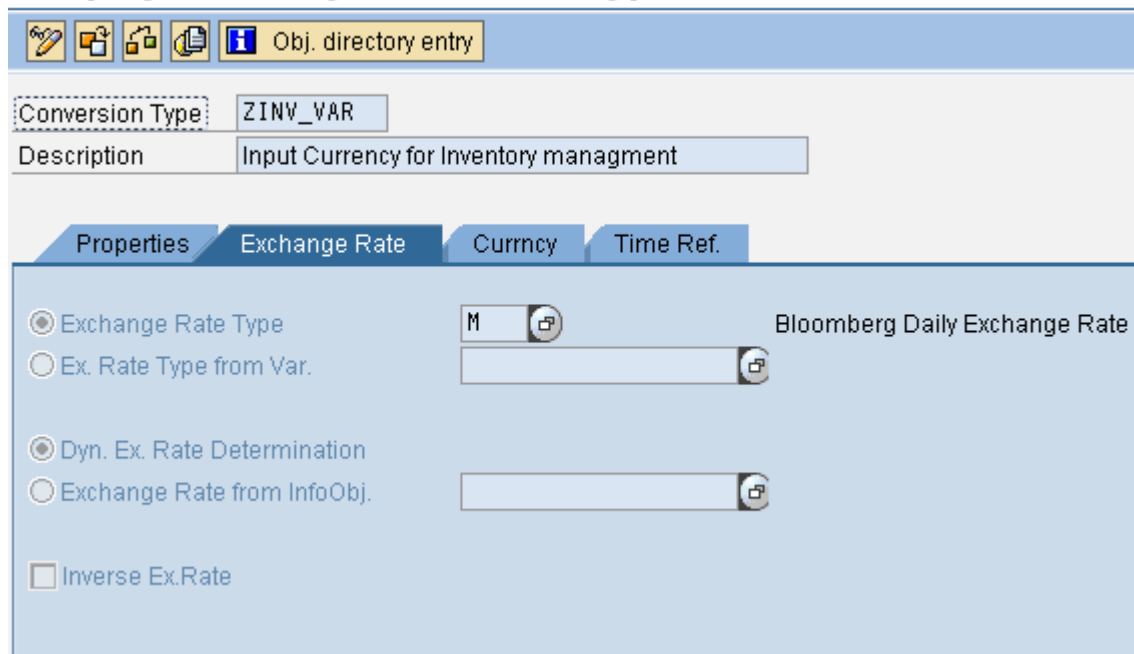 Obj. directory entry
Conversion Type ZINV_VAR
Description Input Currency for Inventory managment
Properties Exchange Rate Currncy Time Ref.
Exchange Rate Type M Bloomberg Daily Exchange Rate
Ex. Rate Type from Var.
Dyn. Ex. Rate Determination
Exchange Rate from InfoObj.
Inverse Ex.Rate